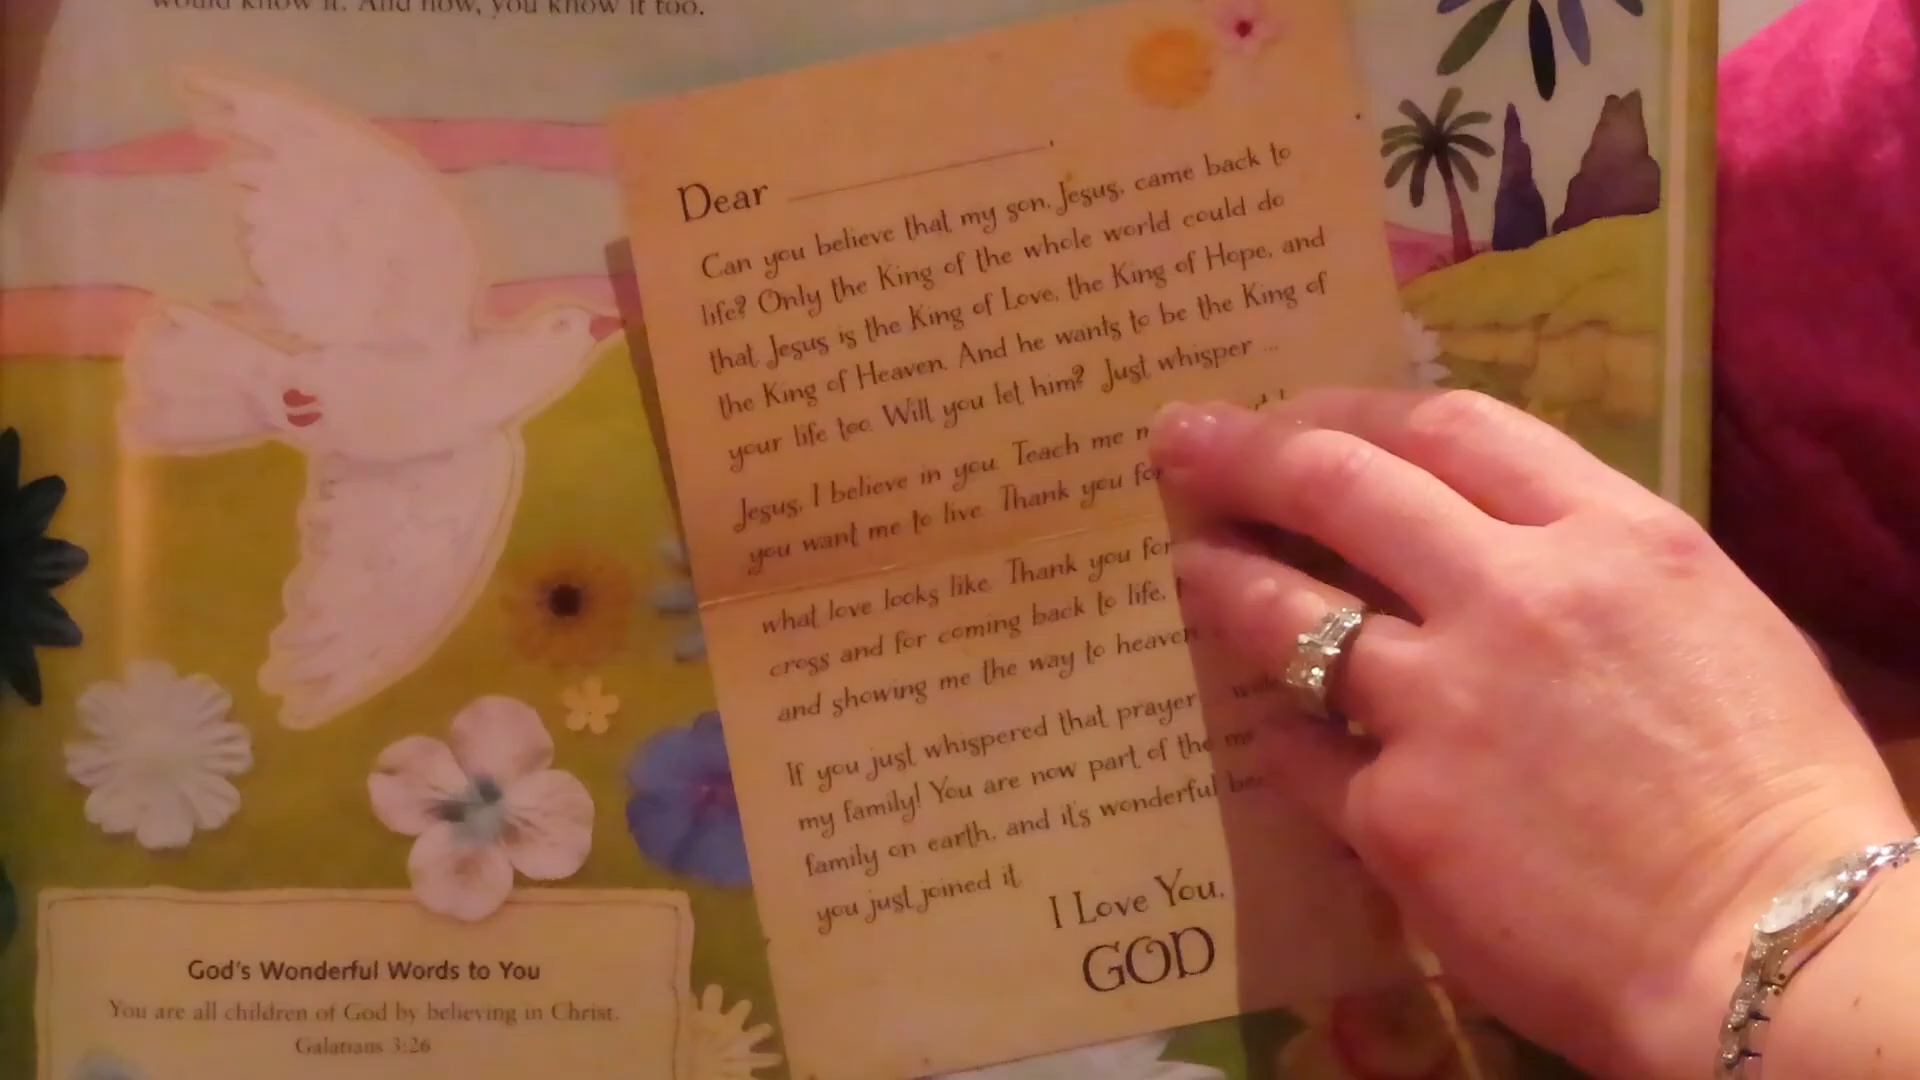 would know it. And now, you know it too.
Dear
Can you believe that my son, Jesus, came back to
life? Only the King of the whole world could do
that. Jesus is the King of Love, the King of Hope, and
the King of Heaven. And he wants to be the King of
your life too. Will you let him? Just whisper ...
Jesus, I believe in you. Teach me
you want me to live. Thank you for
what love looks like. Thank you for
cross and for coming back to life,
and showing me the way to heaven
If you just whispered that prayer
my family! You are now part of the
family on earth, and it's wonderful
you just joined it.
I Love You,
GOD
God's Wonderful Words to You
You are all children of God by believing in Christ.
Galatians 3:26